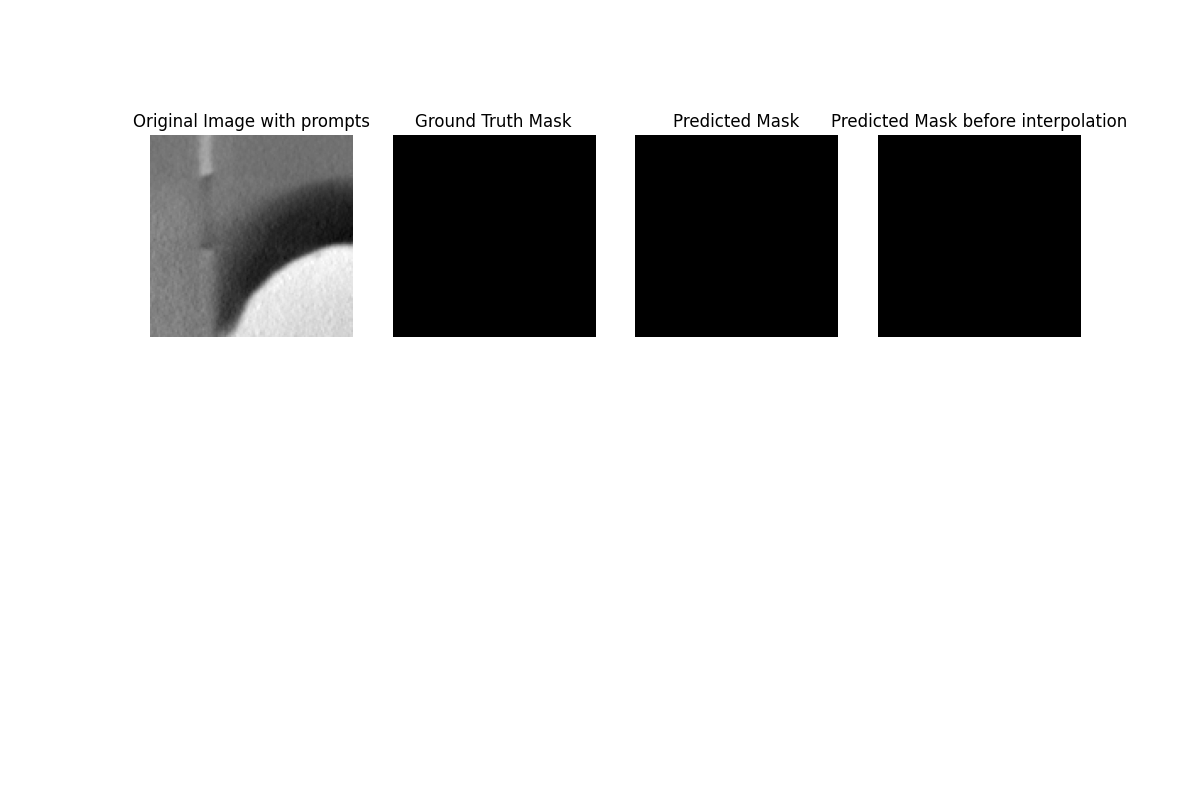 Original Image with prompts
Ground Truth Mask
Predicted Mask
Predicted Mask before interpolation